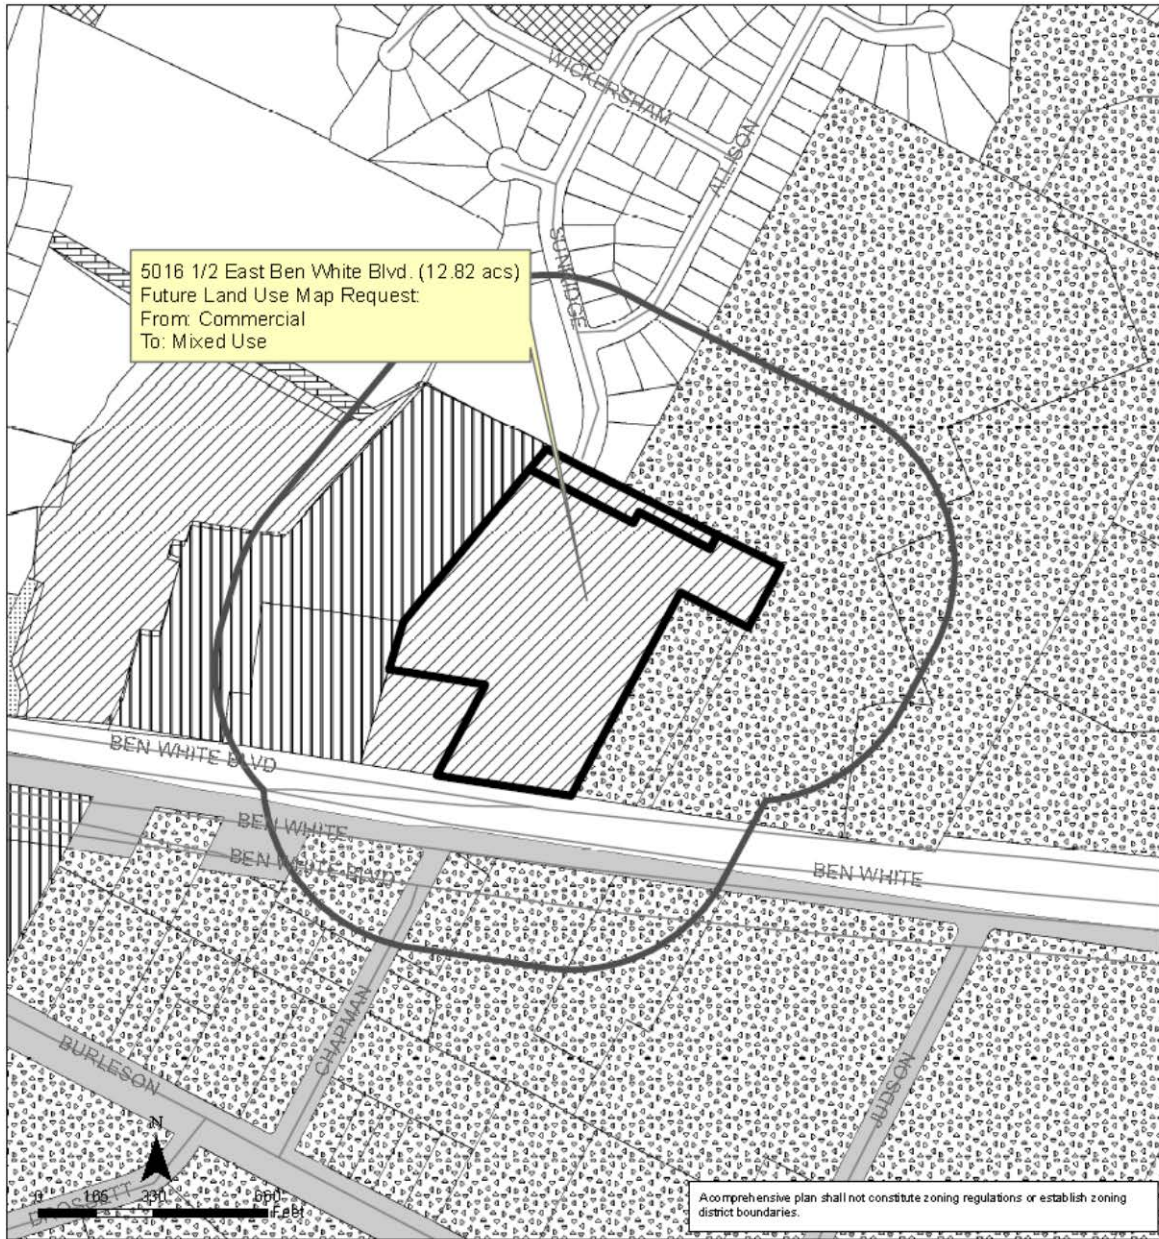 WICKERSHAM
ALLISON
SUNRIDGE
5016 1/2 East Ben White Blvd. (12.82 acs)
Future Land Use Map Request:
From: Commercial
To: Mixed Use
BEN WHITE BLVD
BEN WHITE
BEN WHITE BLVD
BEN WHITE
CHAPMAN
BURLESON
JUDSON
N
0 165 330 660
Feet
A comprehensive plan shall not constitute zoning regulations or establish zoning
district boundaries.